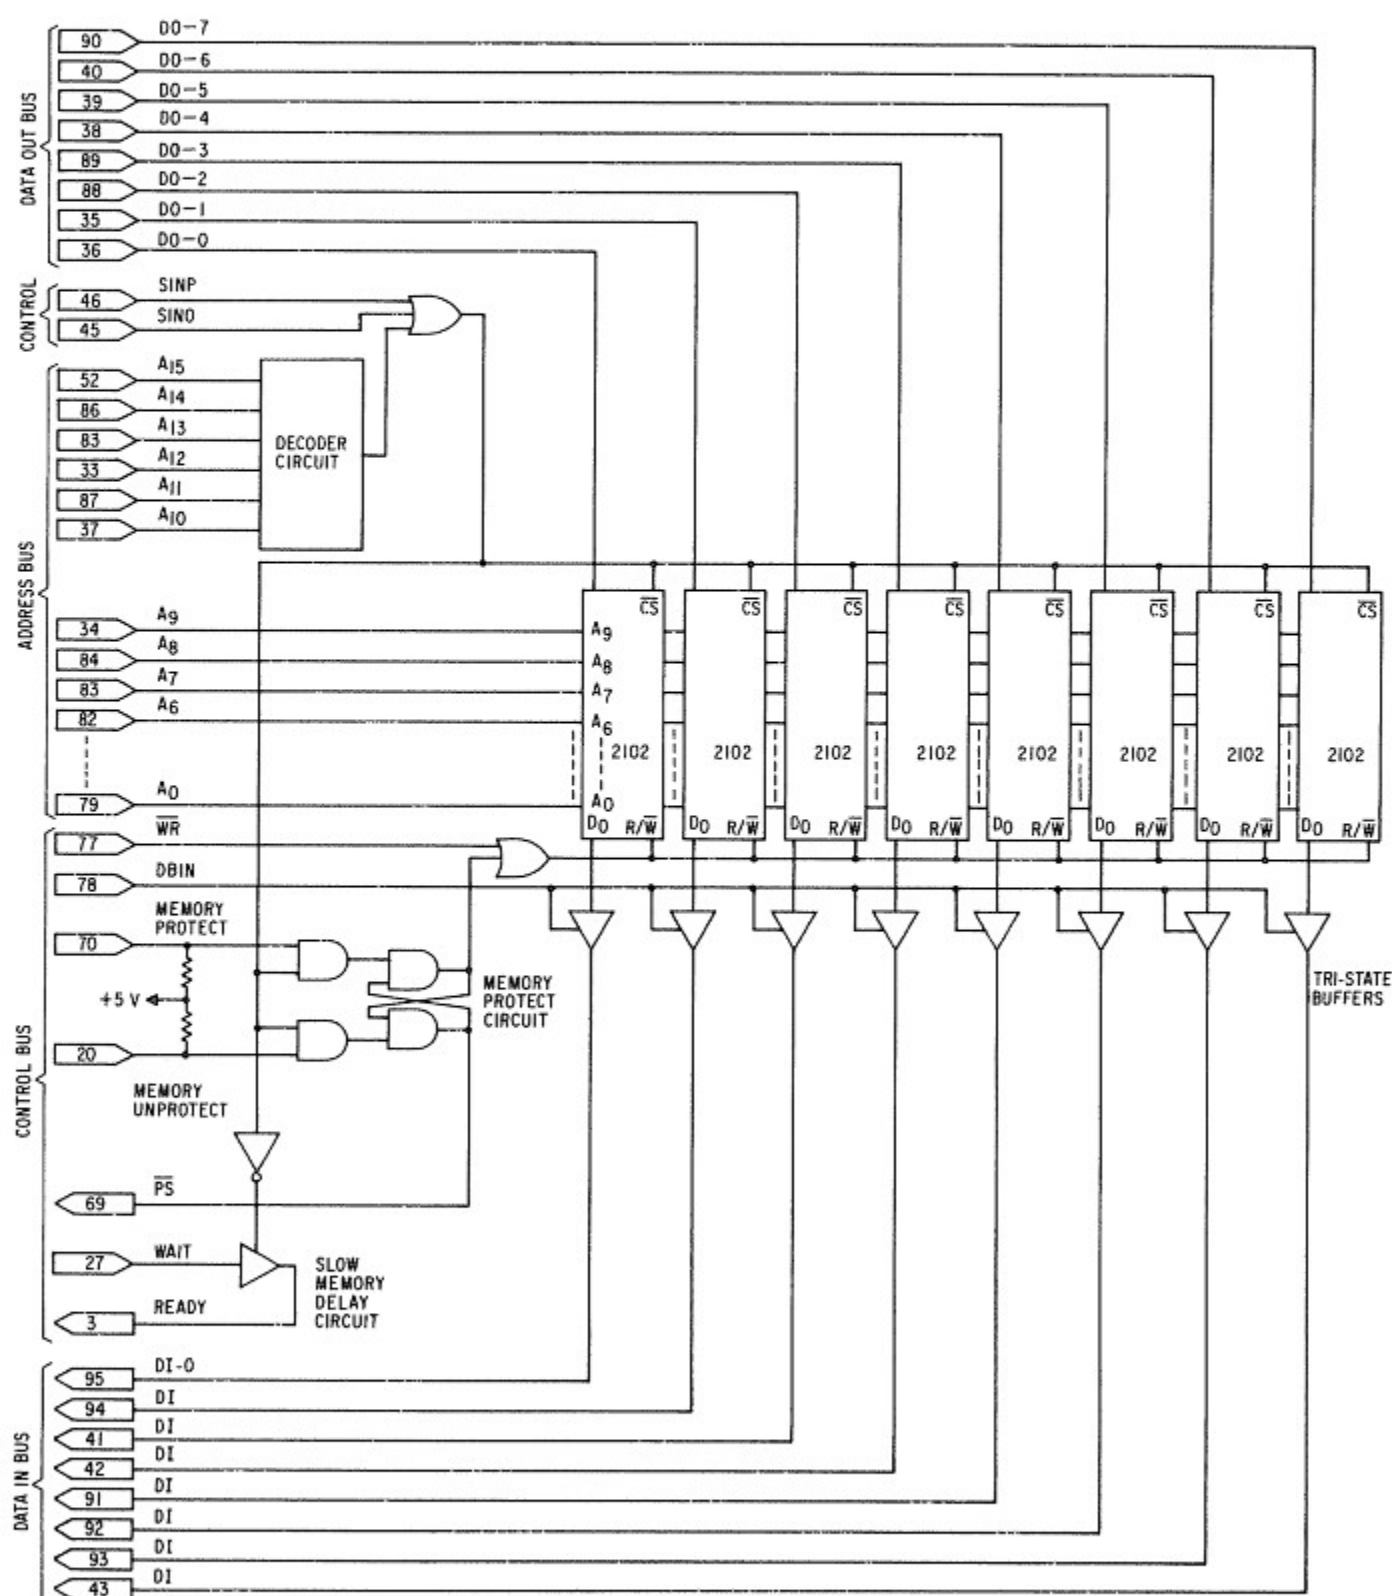 DATA OUT BUS
90 DO-7
40 DO-6
39 DO-5
38 DO-4
89 DO-3
88 DO-2
35 DO-1
36 DO-0
CONTROL
46 SINP
45 SINO
ADDRESS BUS
52 A15
86 A14
83 A13
33 A12
87 A11
37 A10
DECODER
CIRCUIT
34 A9
84 A8
83 A7
82 A6
79 A0
CS CS CS CS CS CS CS CS
A9
A8
A7
A6
2102 2102 2102 2102 2102 2102 2102 2102
A0
DO R/W DO R/W DO R/W DO R/W DO R/W DO R/W DO R/W DO R/W
CONTROL BUS
77 WR
78 DBIN
MEMORY
PROTECT
70
+5 V
20
MEMORY
UNPROTECT
MEMORY
PROTECT
CIRCUIT
TRI-STATE
BUFFERS
69 PS
27 WAIT
3 READY
SLOW
MEMORY
DELAY
CIRCUIT
DATA IN BUS
95 DI-0
94 DI
41 DI
42 DI
91 DI
92 DI
93 DI
43 DI